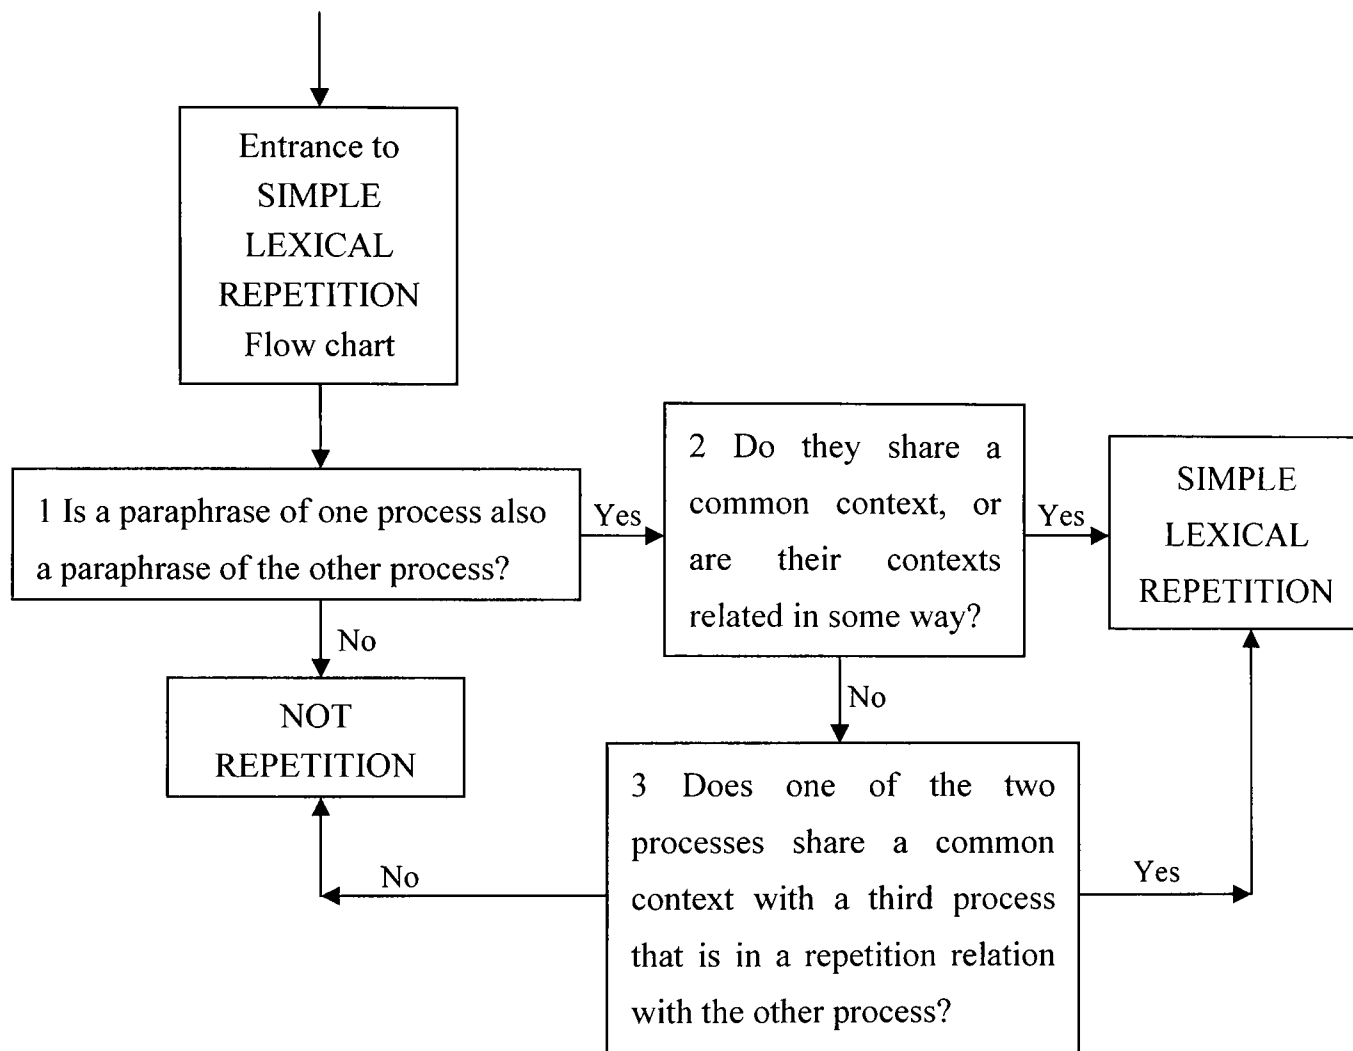 Entrance to
SIMPLE
LEXICAL
REPETITION
Flow chart
1 Is a paraphrase of one process also
a paraphrase of the other process?
Yes
2 Do they share a
common context, or
are their contexts
related in some way?
Yes
SIMPLE
LEXICAL
REPETITION
No
NOT
REPETITION
No
3 Does one of the two
processes share a common
context with a third process
that is in a repetition relation
with the other process?
No
Yes